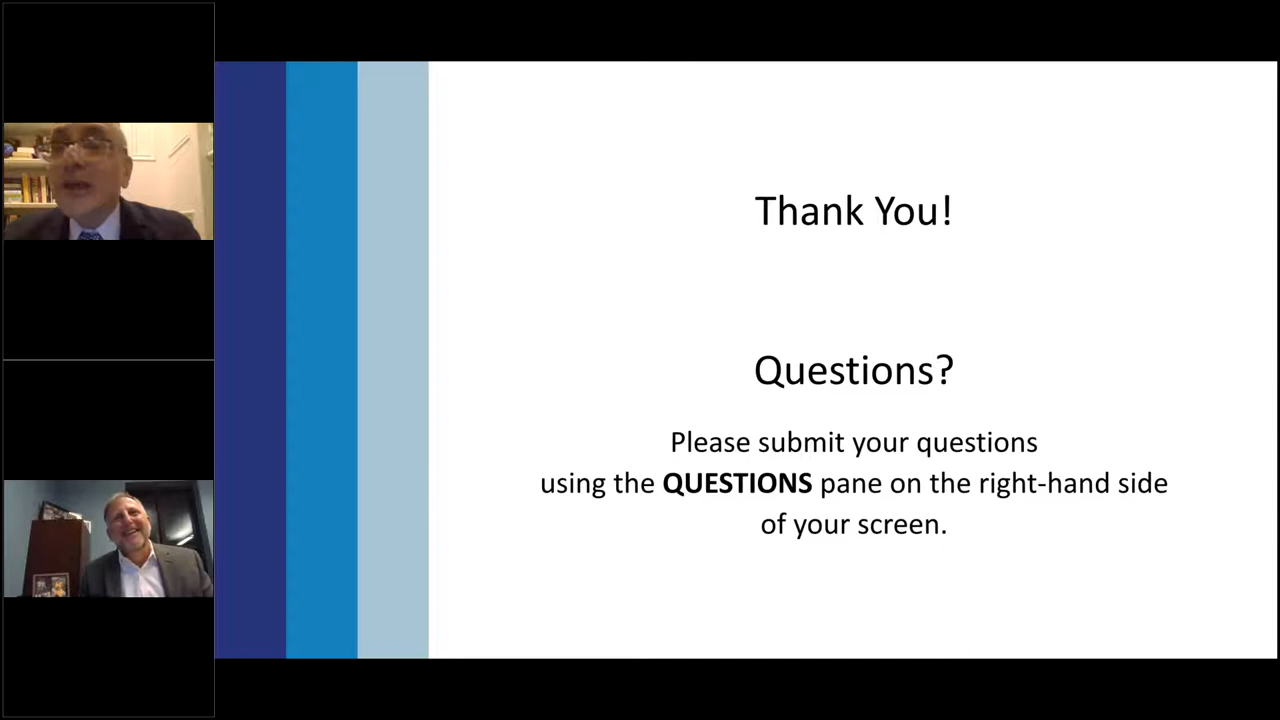 Thank You!
Questions?
Please submit your questions
using the QUESTIONS pane on the right-hand side
of your screen.